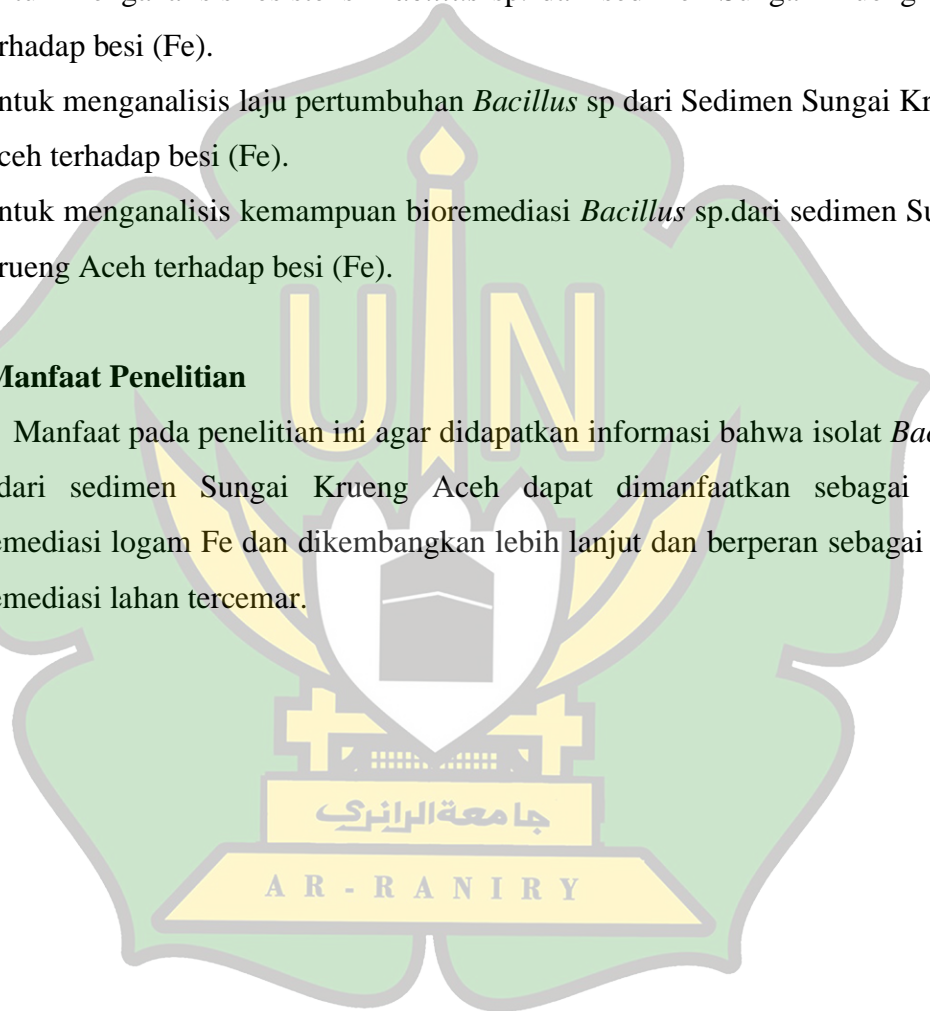 rhadap besi (Fe).
ntuk menganalisis laju pertumbuhan Bacillus sp dari Sedimen Sungai Kr
ceh terhadap besi (Fe).
ntuk menganalisis kemampuan bioremediasi Bacillus sp.dari sedimen Su
rueng Aceh terhadap besi (Fe).
Manfaat Penelitian
Manfaat pada penelitian ini agar didapatkan informasi bahwa isolat Bac
dari sedimen Sungai Krueng Aceh dapat dimanfaatkan sebagai
emediasi logam Fe dan dikembangkan lebih lanjut dan berperan sebagai
emediasi lahan tercemar.
UIN
جامعة الرانري
AR-RANIRY